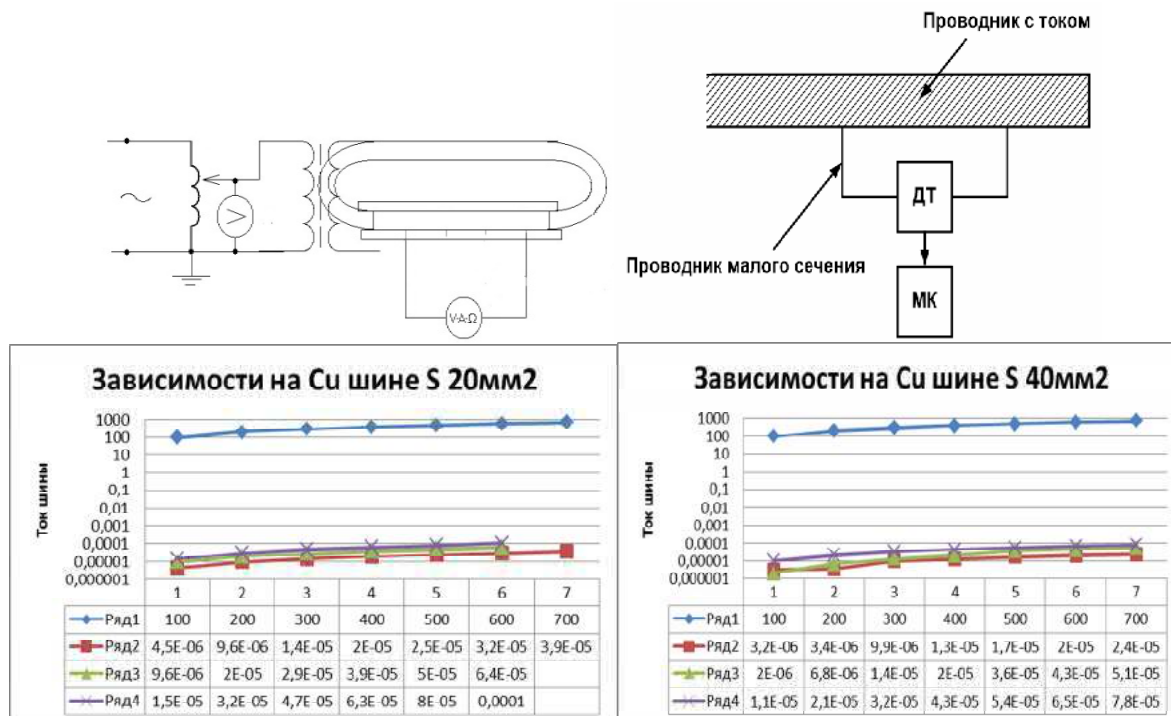 Проводник с током
~
V
V·A·Ω
ДТ
Проводник малого сечения
МК
Зависимости на Cu шине S 20мм2
Ток шины
1000
100
10
1
0,1
0,01
0,001
0,0001
0,00001
0,000001
1 2 3 4 5 6 7
Ряд1 100 200 300 400 500 600 700
Ряд2 4,5E-06 9,6E-06 1,4E-05 2E-05 2,5E-05 3,2E-05 3,9E-05
Ряд3 9,6E-06 2E-05 2,9E-05 3,9E-05 5E-05 6,4E-05
Ряд4 1,5E-05 3,2E-05 4,7E-05 6,3E-05 8E-05 0,0001
Зависимости на Cu шине S 40мм2
Ток шины
1000
100
10
1
0,1
0,01
0,001
0,0001
0,00001
0,000001
1 2 3 4 5 6 7
Ряд1 100 200 300 400 500 600 700
Ряд2 3,2E-06 3,4E-06 9,9E-06 1,3E-05 1,7E-05 2E-05 2,4E-05
Ряд3 2E-06 6,8E-06 1,4E-05 2E-05 3,6E-05 4,3E-05 5,1E-05
Ряд4 1,1E-05 2,1E-05 3,2E-05 4,3E-05 5,4E-05 6,5E-05 7,8E-05